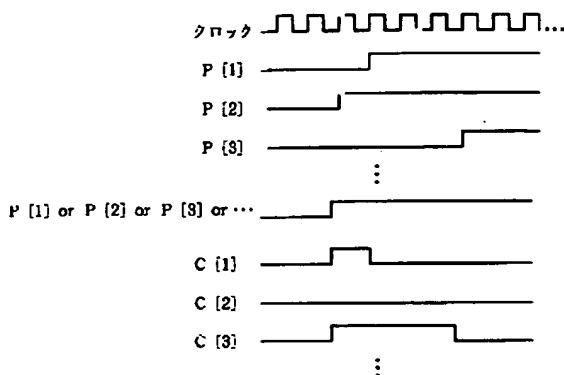 クロック
...
P [1]
P [2]
P [3]
⋮
P [1] or P [2] or P [3] or ⋯
C [1]
C [2]
C [3]
⋮